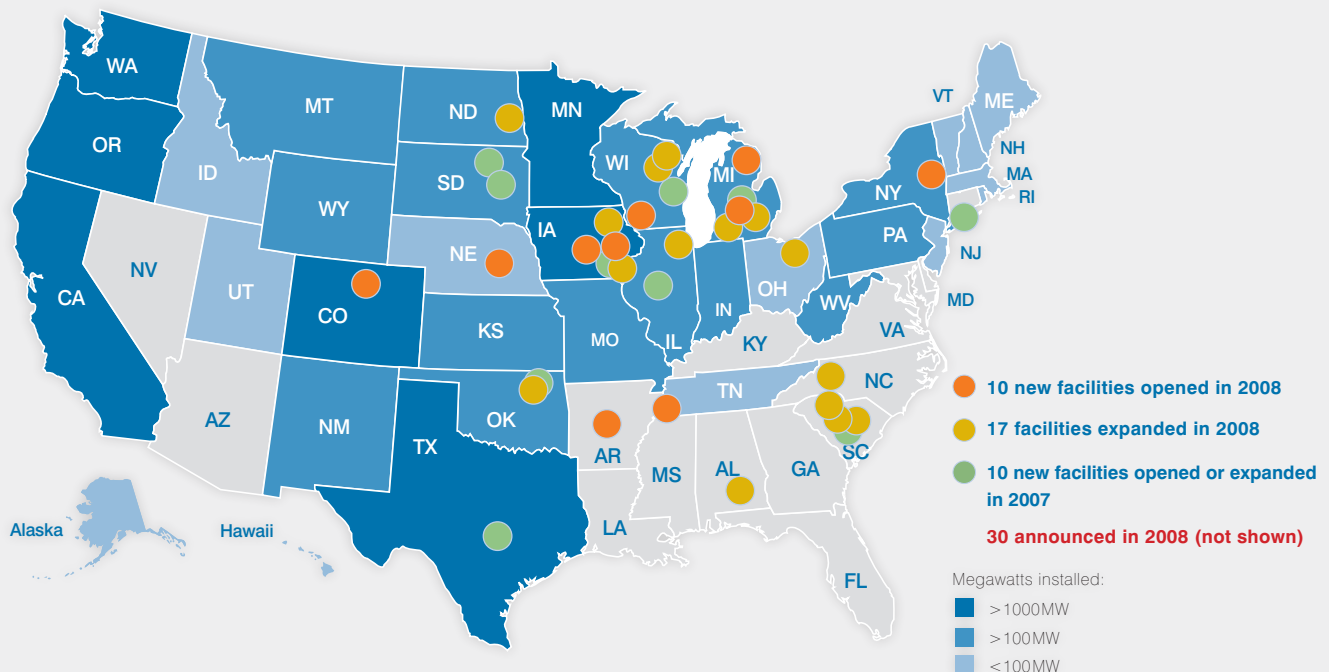 WA
OR
CA
ID
NV
UT
AZ
MT
WY
CO
NM
ND
SD
NE
KS
OK
TX
MN
IA
MO
AR
LA
WI
IL
MI
IN
OH
KY
TN
MS
AL
GA
FL
SC
NC
VA
WV
PA
NY
VT
ME
NH
MA
RI
NJ
MD
Alaska
Hawaii
10 new facilities opened in 2008
17 facilities expanded in 2008
10 new facilities opened or expanded
in 2007
30 announced in 2008 (not shown)
Megawatts installed:
>1000MW
>100MW
<100MW